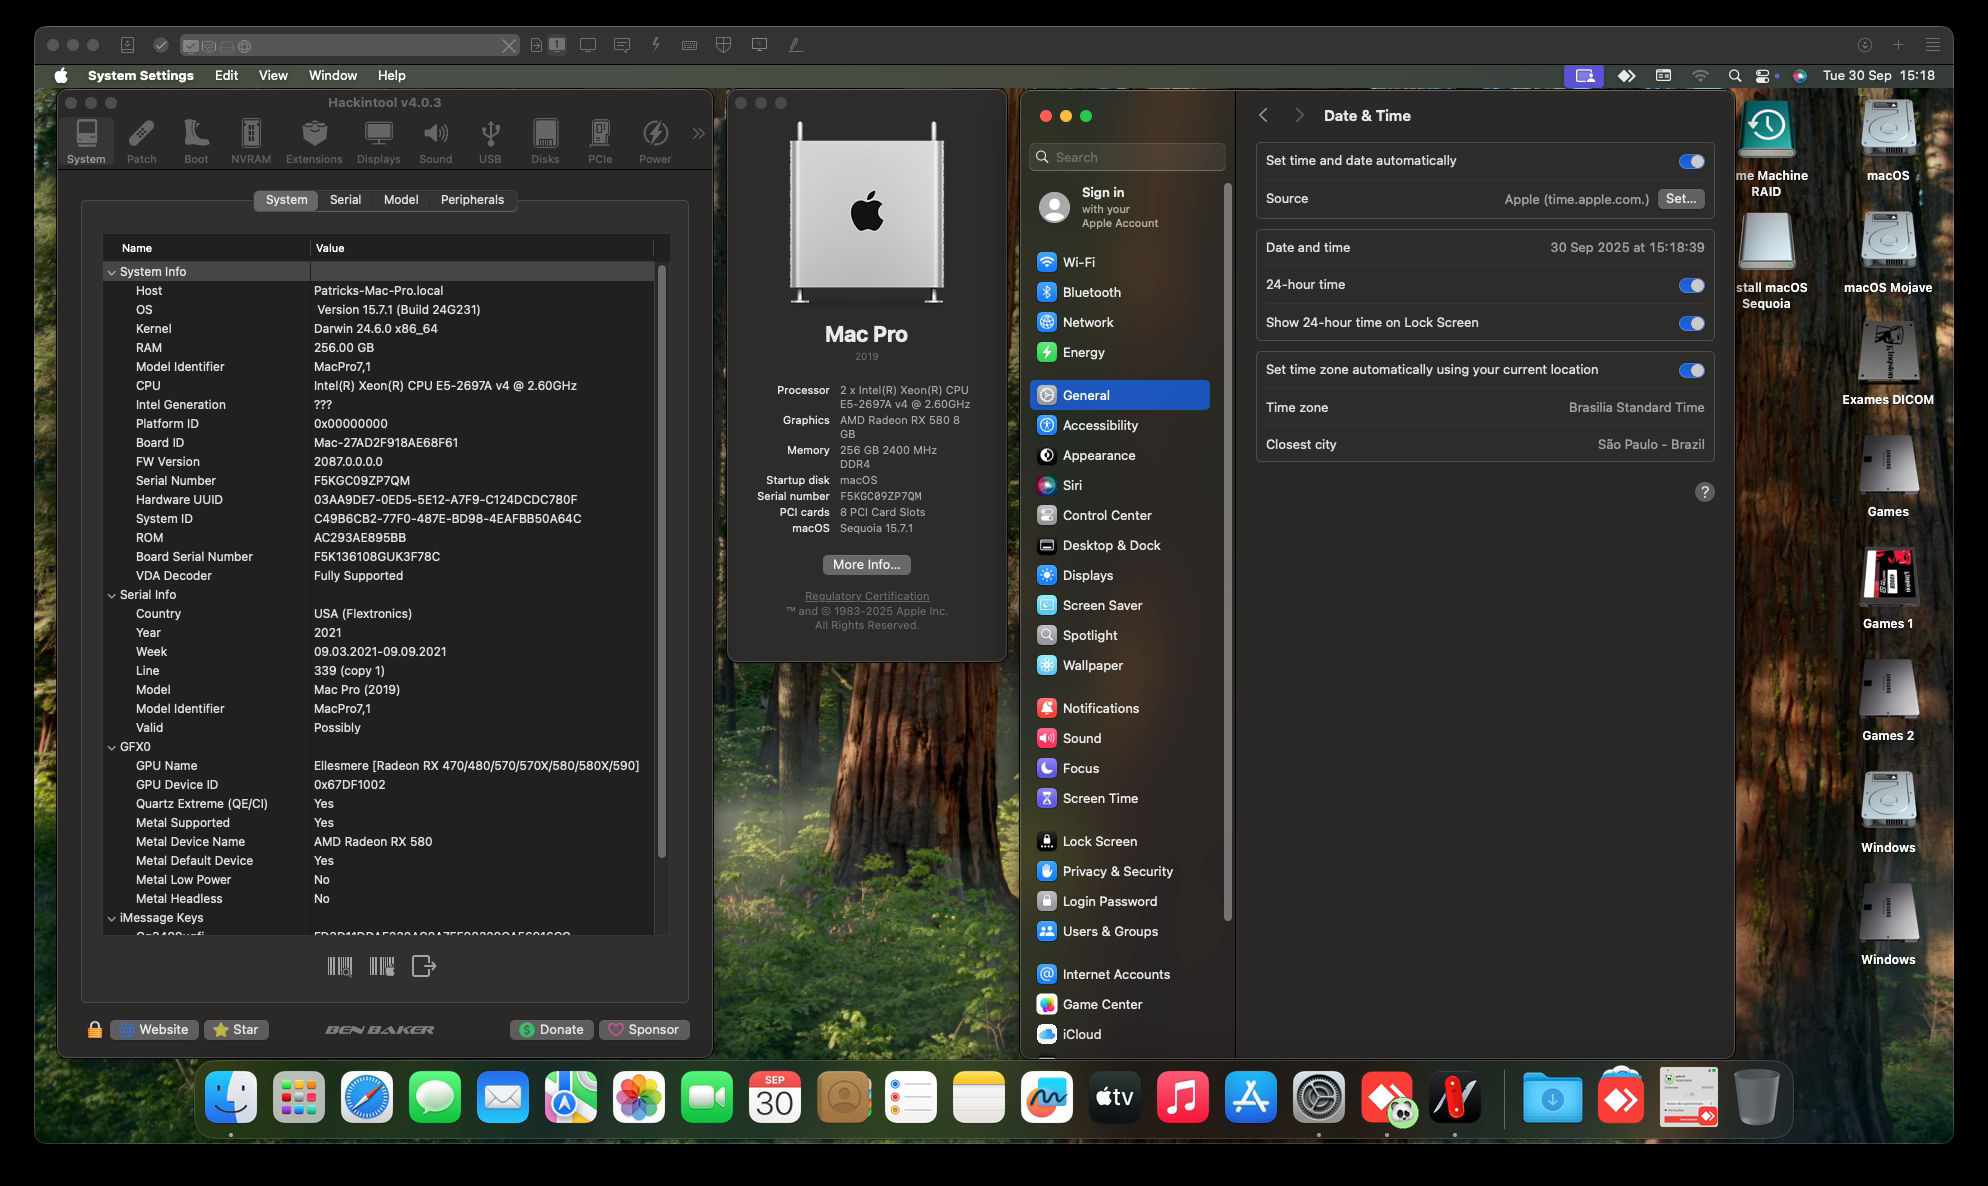 1
System Settings Edit View Window Help
Tue 30 Sep 15:18
Hackintool v4.0.3
System Patch Boot NVRAM Extensions Displays Sound USB Disks PCIe Power
System Serial Model Peripherals
Name Value
System Info
Host Patricks-Mac-Pro.local
OS Version 15.7.1 (Build 24G231)
Kernel Darwin 24.6.0 x86_64
RAM 256.00 GB
Model Identifier MacPro7,1
CPU Intel(R) Xeon(R) CPU E5-2697A v4 @ 2.60GHz
Intel Generation ???
Platform ID 0x00000000
Board ID Mac-27AD2F918AE68F61
FW Version 2087.0.0.0.0
Serial Number F5KGC09ZP7QM
Hardware UUID 03AA9DE7-0ED5-5E12-A7F9-C124DCDC780F
System ID C49B6CB2-77F0-487E-BD98-4EAFBB50A64C
ROM AC293AE895BB
Board Serial Number F5K136108GUK3F78C
VDA Decoder Fully Supported
Serial Info
Country USA (Flextronics)
Year 2021
Week 09.03.2021-09.09.2021
Line 339 (copy 1)
Model Mac Pro (2019)
Model Identifier MacPro7,1
Valid Possibly
GFX0
GPU Name Ellesmere [Radeon RX 470/480/570/570X/580/580X/590]
GPU Device ID 0x67DF1002
Quartz Extreme (QE/CI) Yes
Metal Supported Yes
Metal Device Name AMD Radeon RX 580
Metal Default Device Yes
Metal Low Power No
Metal Headless No
iMessage Keys
Website Star BEN BAKER Donate Sponsor
Mac Pro
2019
Processor 2 x Intel(R) Xeon(R) CPU
E5-2697A v4 @ 2.60GHz
Graphics AMD Radeon RX 580 8
GB
Memory 256 GB 2400 MHz
DDR4
Startup disk macOS
Serial number F5KGC09ZP7QM
PCI cards 8 PCI Card Slots
macOS Sequoia 15.7.1
More Info...
Regulatory Certification
™ and © 1983-2025 Apple Inc.
All Rights Reserved.
Search
Sign in
with your
Apple Account
Wi-Fi
Bluetooth
Network
Energy
General
Accessibility
Appearance
Siri
Control Center
Desktop & Dock
Displays
Screen Saver
Spotlight
Wallpaper
Notifications
Sound
Focus
Screen Time
Lock Screen
Privacy & Security
Login Password
Users & Groups
Internet Accounts
Game Center
iCloud
Date & Time
Set time and date automatically
Source Apple (time.apple.com.) Set...
Date and time 30 Sep 2025 at 15:18:39
24-hour time
Show 24-hour time on Lock Screen
Set time zone automatically using your current location
Time zone Brasilia Standard Time
Closest city São Paulo - Brazil
?
me Machine
RAID
stall macOS
Sequoia
macOS
macOS Mojave
Exames DICOM
Games
Games 1
Games 2
Windows
Windows
SEP
30
tv